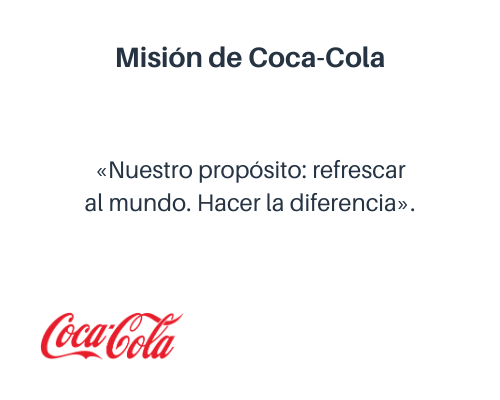 Misión de Coca-Cola
«Nuestro propósito: refrescar
al mundo. Hacer la diferencia».
Coca-Cola